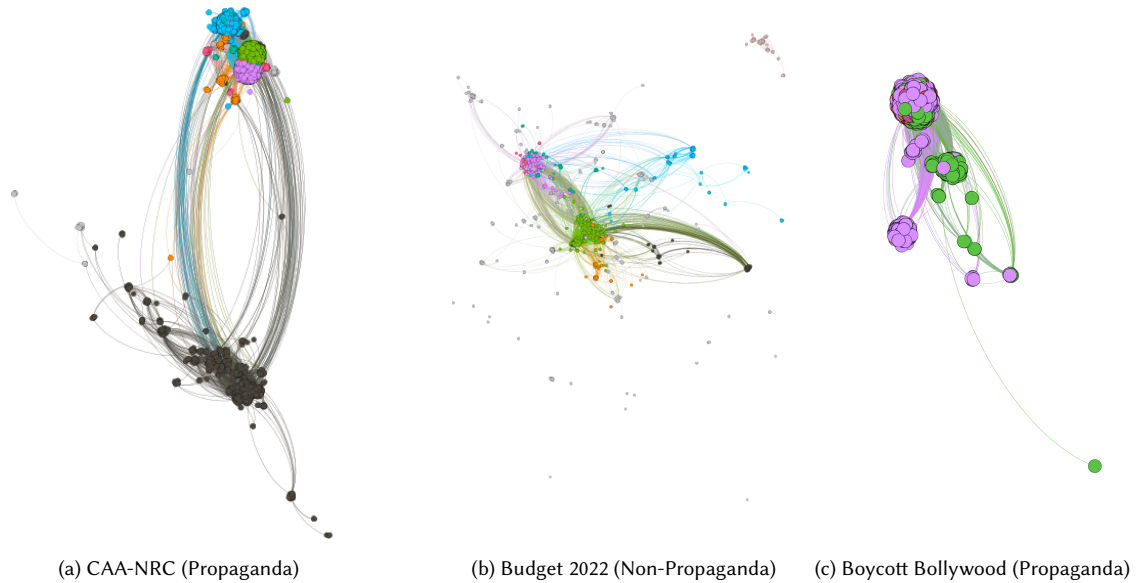 (a) CAA-NRC (Propaganda)
(b) Budget 2022 (Non-Propaganda)
(c) Boycott Bollywood (Propaganda)